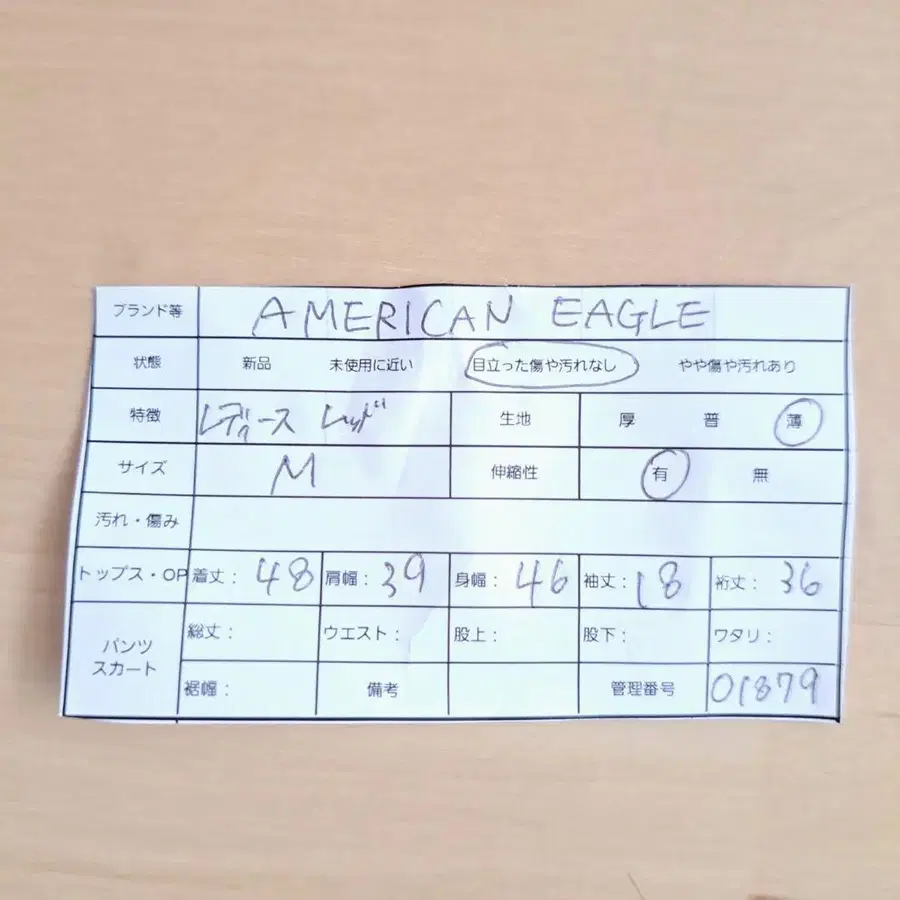 ブランド等 AMERICAN EAGLE
状態 新品 未使用に近い 目立った傷や汚れなし やや傷や汚れあり
特徴 レディース レッド 生地 厚 普 薄
サイズ M 伸縮性 有 無
汚れ・傷み
トップス・OP 着丈： 48 肩幅： 39 身幅： 46 袖丈： 18 裄丈： 36
パンツ スカート 総丈： ウエスト： 股上： 股下： ワタリ：
裾幅： 備考 管理番号 01879